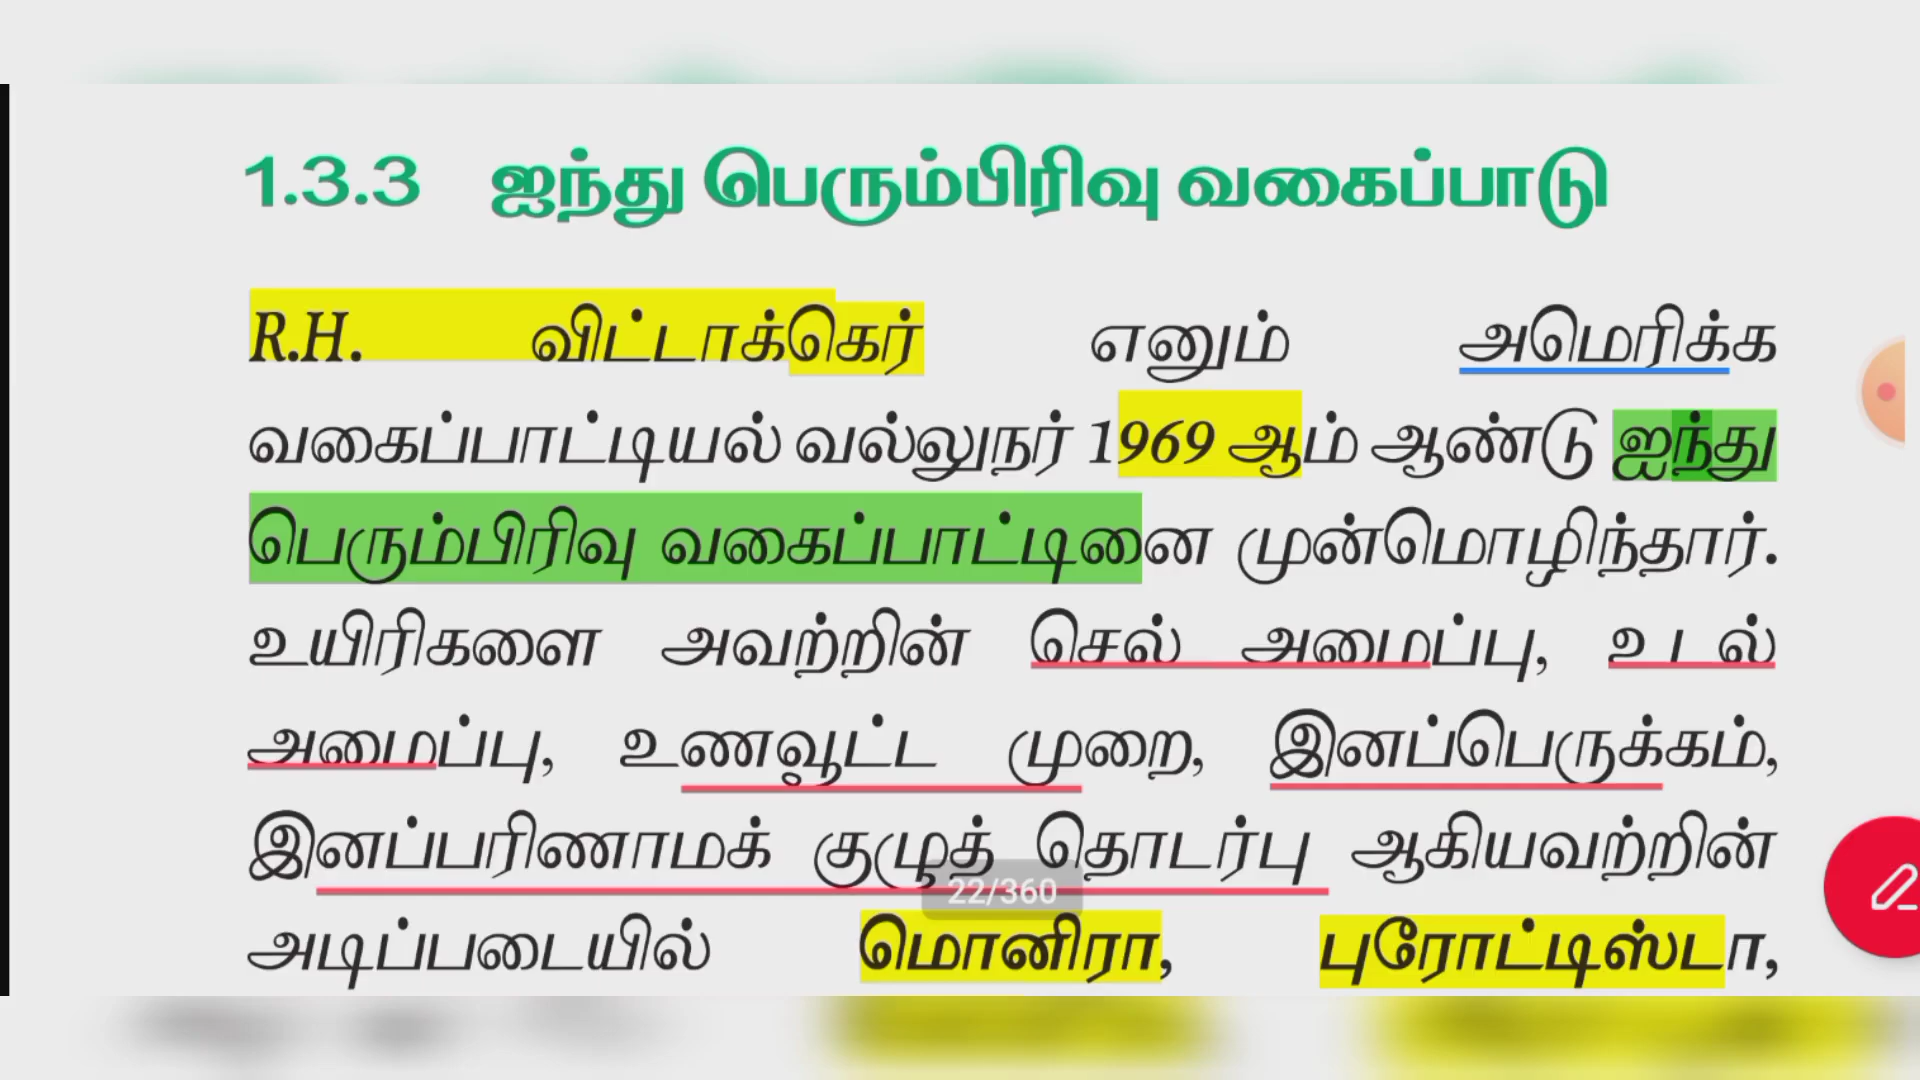 1.3.3 ஐந்து பெரும்பிரிவு வகைப்பாடு
R.H. விட்டாக்கெர் எனும் அமெரிக்க
வகைப்பாட்டியல் வல்லுநர் 1969 ஆம் ஆண்டு ஐந்து
பெரும்பிரிவு வகைப்பாட்டினை முன்மொழிந்தார்.
உயிரிகளை அவற்றின் செல் அமைப்பு, உடல்
அமைப்பு, உணவூட்ட முறை, இனப்பெருக்கம்,
இனப்பரிணாமக் குழுத் தொடர்பு ஆகியவற்றின்
22/360
அடிப்படையில் மொனிரா, புரோட்டிஸ்டா,